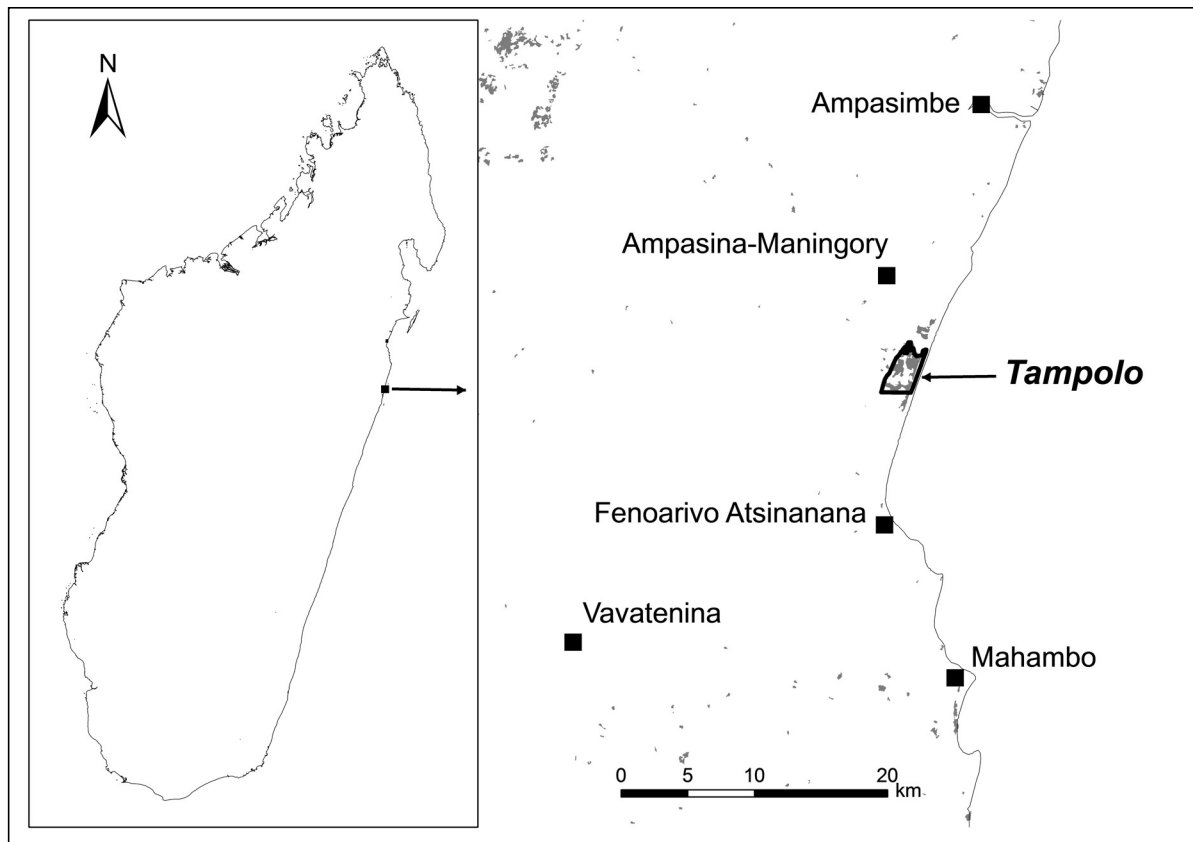 N
Ampasimbe
Ampasina-Maningory
Tampolo
Fenoarivo Atsinanana
Vavatenina
Mahambo
0 5 10 20
km